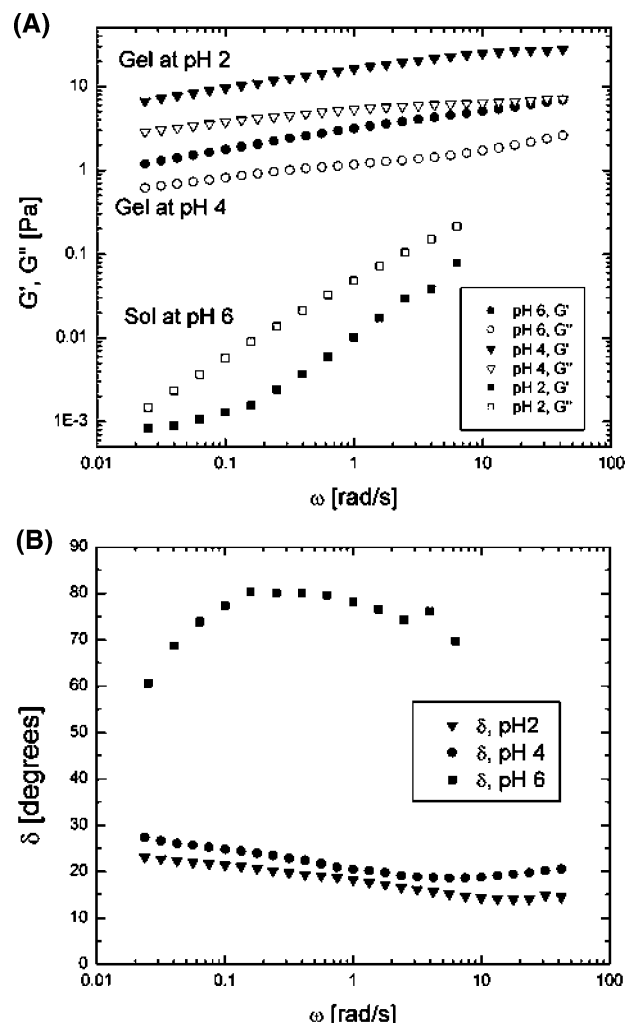 (A)
Gel at pH 2
Gel at pH 4
Sol at pH 6
G', G'' [Pa]
10
1
0.1
0.01
1E-3
pH 6, G'
pH 6, G''
pH 4, G'
pH 4, G''
pH 2, G'
pH 2, G''
0.01 0.1 1 10 100
ω [rad/s]
(B)
δ [degrees]
90
80
70
60
50
40
30
20
10
0
δ, pH2
δ, pH 4
δ, pH 6
0.01 0.1 1 10 100
ω [rad/s]